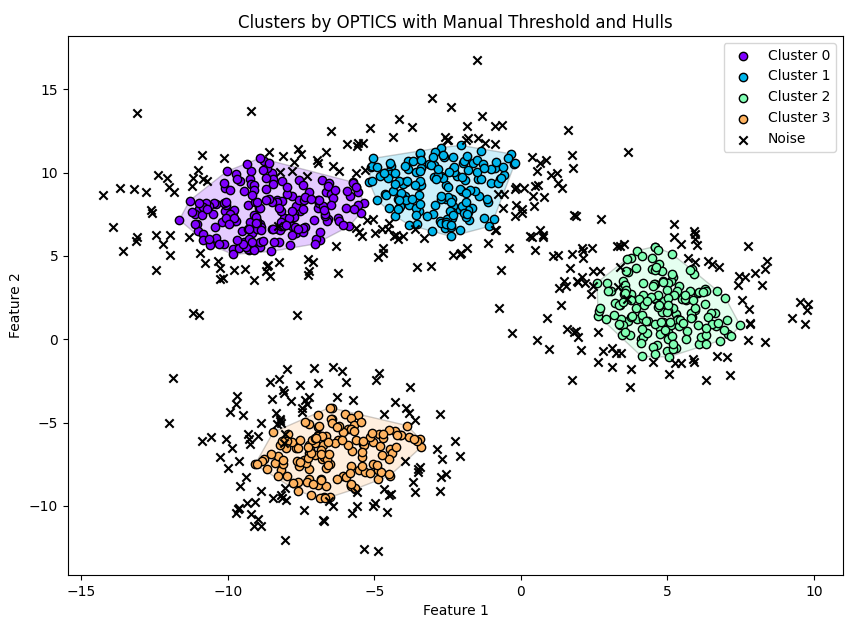 Clusters by OPTICS with Manual Threshold and Hulls
Cluster 0
Cluster 1
Cluster 2
Cluster 3
Noise
15
10
5
0
−5
−10
Feature 2
−15
−10
−5
0
5
10
Feature 1